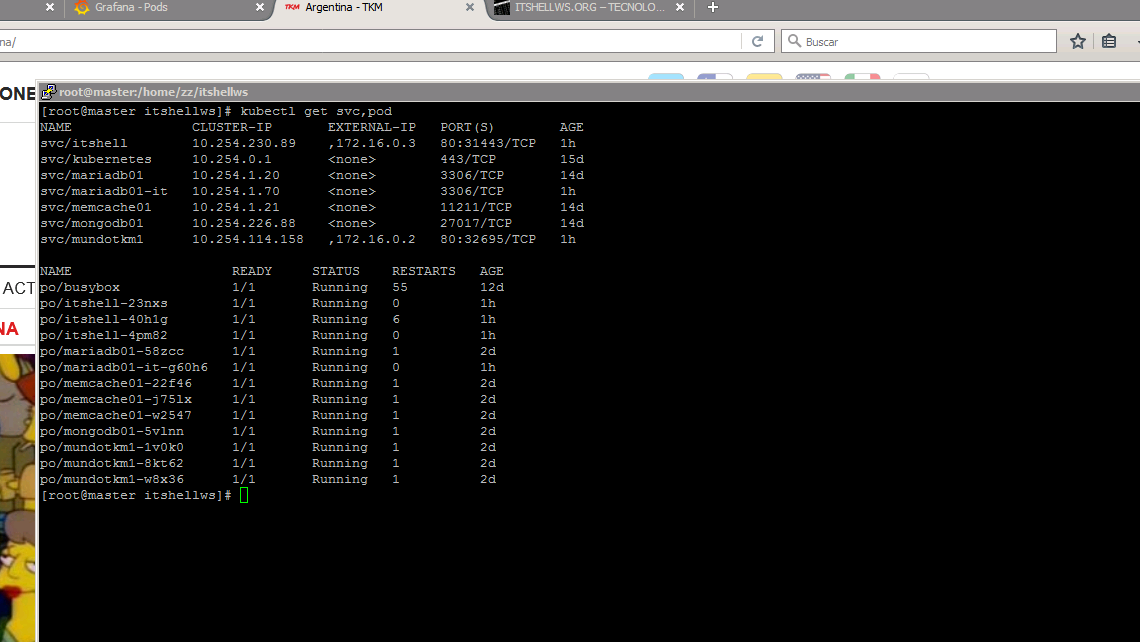 Grafana - Pods
TKM Argentina - TKM
ITSHELLWS.ORG – TECNOLO...
na/
Buscar
ONE
ACT
NA
root@master:/home/zz/itshellws
[root@master itshellws]# kubectl get svc,pod
NAME CLUSTER-IP EXTERNAL-IP PORT(S) AGE
svc/itshell 10.254.230.89 ,172.16.0.3 80:31443/TCP 1h
svc/kubernetes 10.254.0.1 <none> 443/TCP 15d
svc/mariadb01 10.254.1.20 <none> 3306/TCP 14d
svc/mariadb01-it 10.254.1.70 <none> 3306/TCP 1h
svc/memcache01 10.254.1.21 <none> 11211/TCP 14d
svc/mongodb01 10.254.226.88 <none> 27017/TCP 14d
svc/mundotkm1 10.254.114.158 ,172.16.0.2 80:32695/TCP 1h
NAME READY STATUS RESTARTS AGE
po/busybox 1/1 Running 55 12d
po/itshell-23nxs 1/1 Running 0 1h
po/itshell-40h1g 1/1 Running 6 1h
po/itshell-4pm82 1/1 Running 0 1h
po/mariadb01-58zcc 1/1 Running 1 2d
po/mariadb01-it-g60h6 1/1 Running 0 1h
po/memcache01-22f46 1/1 Running 1 2d
po/memcache01-j75lx 1/1 Running 1 2d
po/memcache01-w2547 1/1 Running 1 2d
po/mongodb01-5vlnn 1/1 Running 1 2d
po/mundotkm1-1v0k0 1/1 Running 1 2d
po/mundotkm1-8kt62 1/1 Running 1 2d
po/mundotkm1-w8x36 1/1 Running 1 2d
[root@master itshellws]#